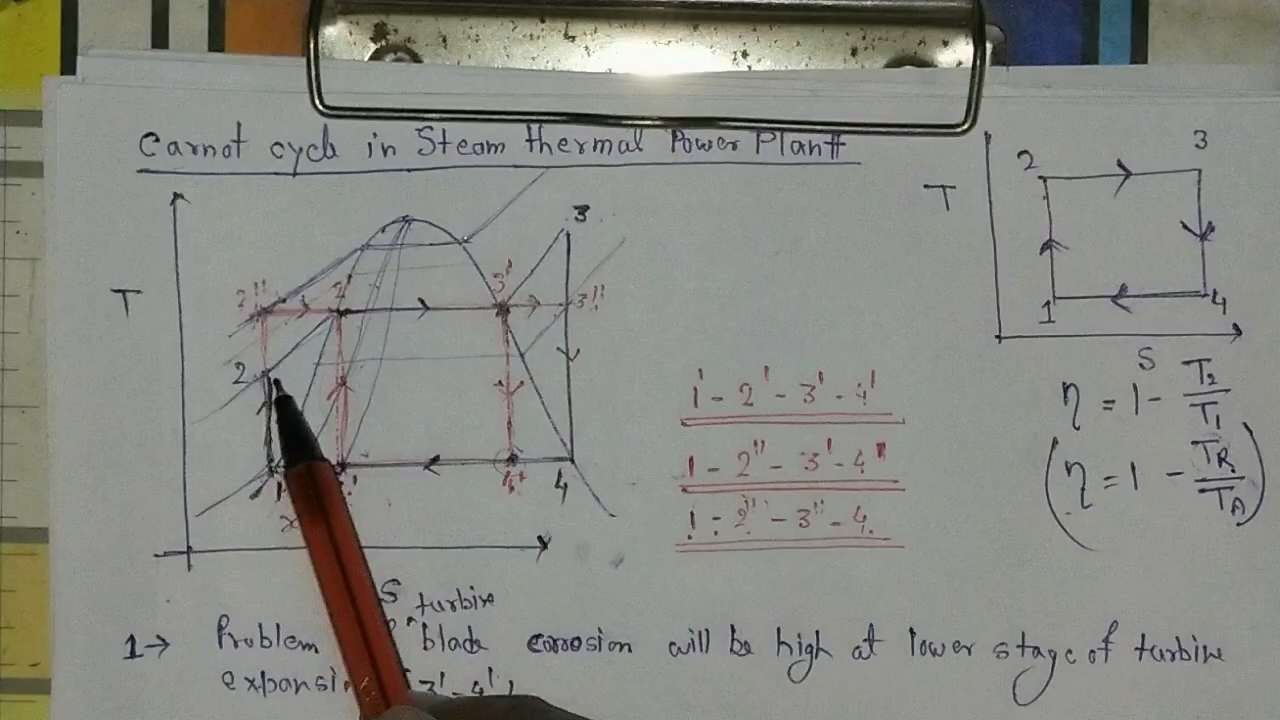 Carnot cycle in Steam thermal Power Plant
T
2
3
1
4
S
T
3
2''
2'
3'
3''
2
1
4'
4
S
1' - 2' - 3' - 4'
1 - 2'' - 3' - 4''
1 - 2'' - 3'' - 4
η = 1 - T2/T1
(η = 1 - TR/TA)
turbine
1→ Problem blade corrosion will be high at lower stage of turbine
3' - 4'